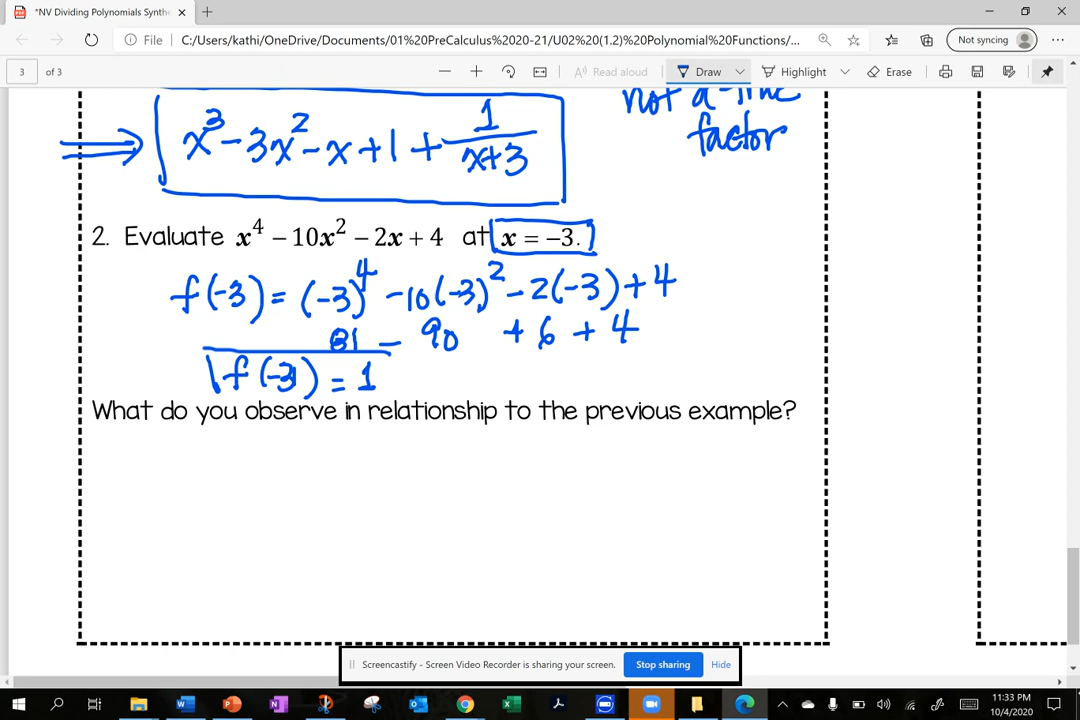 *NV Dividing Polynomials Synthe
File C:/Users/kathi/OneDrive/Documents/01%20PreCalculus%2020-21/U02%20(1.2)%20Polynomial%20Functions/... Not syncing
3 of 3 Read aloud Draw Highlight Erase
not a
factor
x³ - 3x² - x + 1 + 1/(x+3)
2. Evaluate x⁴ − 10x² − 2x + 4 at x = −3.
f(-3) = (-3)⁴ - 10(-3)² - 2(-3) + 4
81 - 90 + 6 + 4
f(-3) = 1
What do you observe in relationship to the previous example?
Screencastify - Screen Video Recorder is sharing your screen. Stop sharing Hide
11:33 PM
10/4/2020